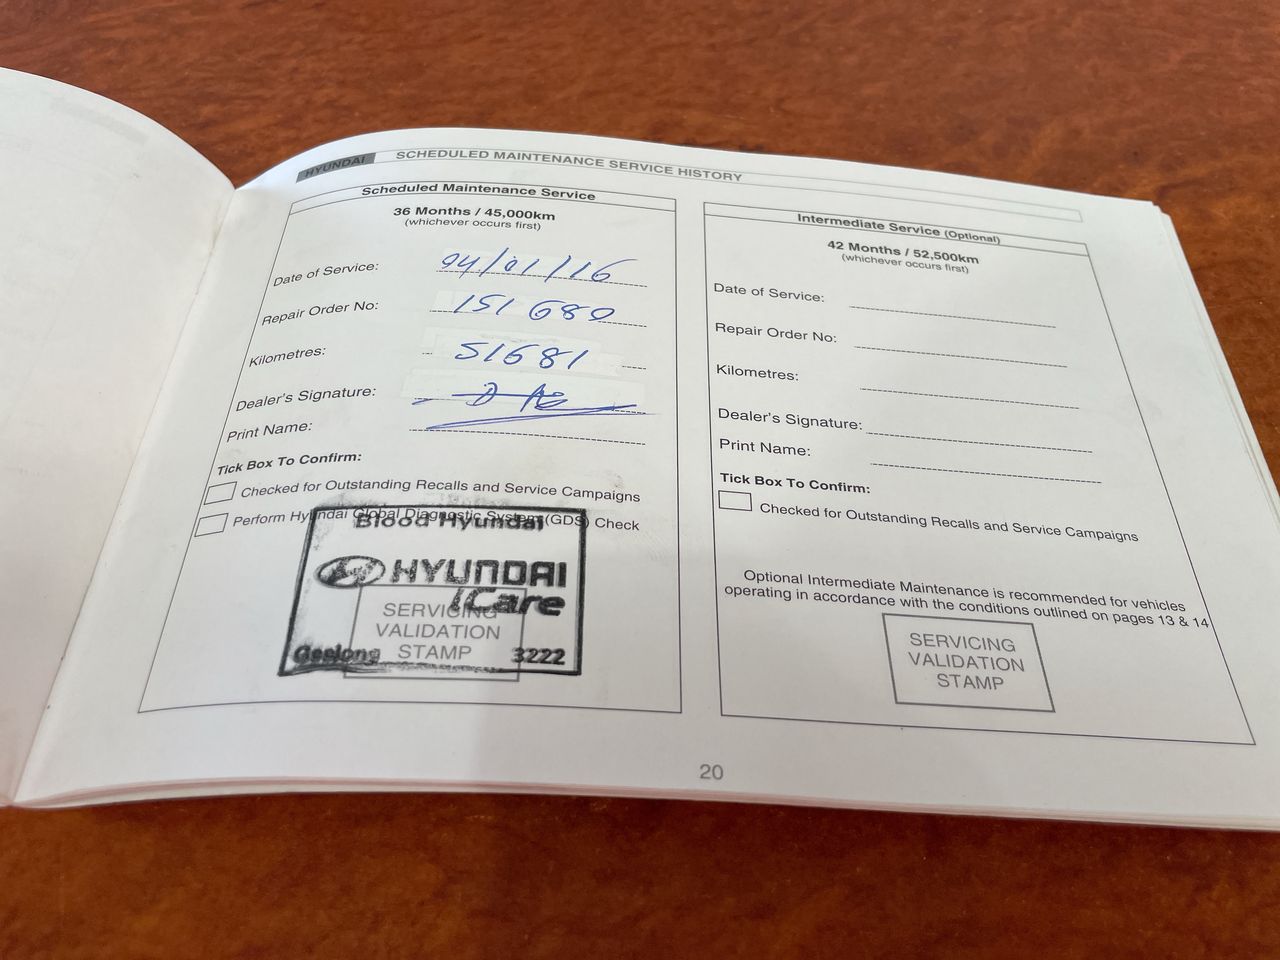 HYUNDAI SCHEDULED MAINTENANCE SERVICE HISTORY
Scheduled Maintenance Service
36 Months / 45,000km
(whichever occurs first)
Date of Service: 04/01/16
Repair Order No: 151680
Kilometres: 51681
Dealer's Signature:
Print Name:
Tick Box To Confirm:
Checked for Outstanding Recalls and Service Campaigns
Perform Hyundai Global Diagnostic System (GDS) Check
Blood Hyundai
HYUNDAI
iCare
SERVICING
VALIDATION
STAMP
Geelong 3222
Intermediate Service (Optional)
42 Months / 52,500km
(whichever occurs first)
Date of Service:
Repair Order No:
Kilometres:
Dealer's Signature:
Print Name:
Tick Box To Confirm:
Checked for Outstanding Recalls and Service Campaigns
Optional Intermediate Maintenance is recommended for vehicles
operating in accordance with the conditions outlined on pages 13 & 14
SERVICING
VALIDATION
STAMP
20